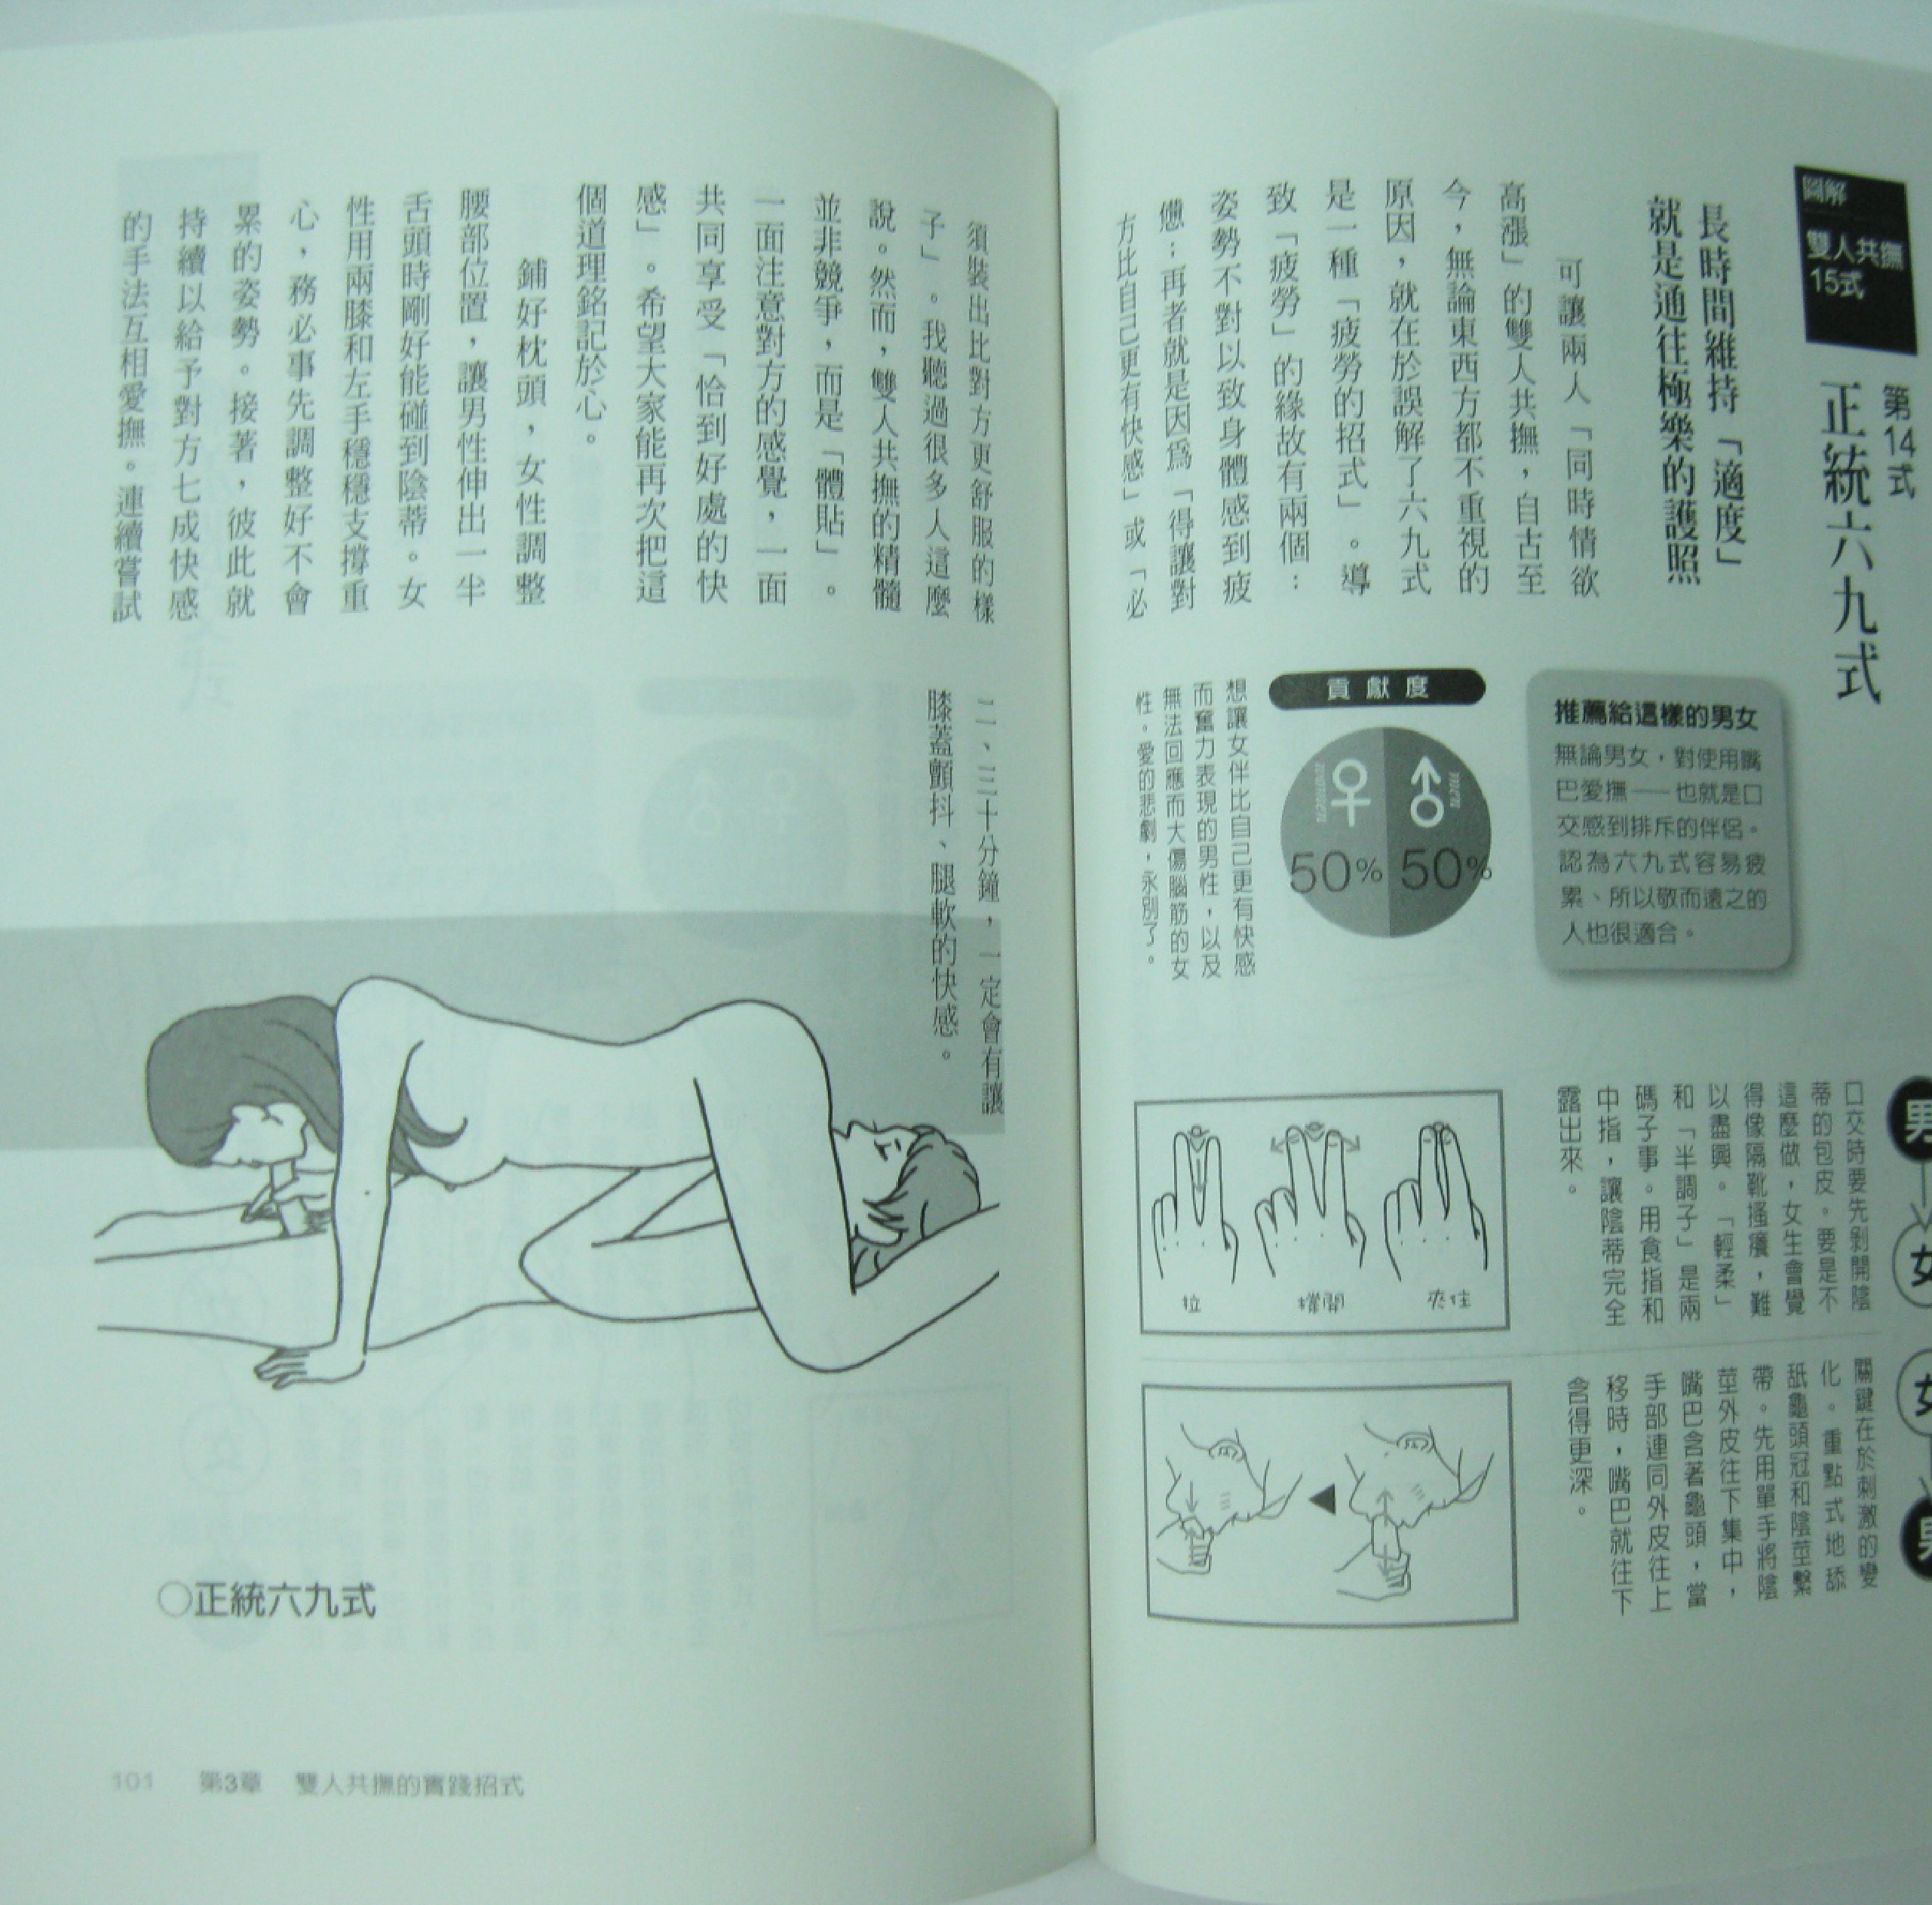 圖解
雙人共撫
15式
第14式
正統六九式
長時間維持「適度」
就是通往極樂的護照
可讓兩人「同時情欲
高漲」的雙人共撫，自古至
今，無論東西方都不重視的
原因，就在於誤解了六九式
是一種「疲勞的招式」。導
致「疲勞」的緣故有兩個：
姿勢不對以致身體感到疲
憊；再者就是因為「得讓對
方比自己更有快感」或「必
推薦給這樣的男女
無論男女，對使用嘴
巴愛撫——也就是口
交感到排斥的伴侶。
認為六九式容易疲
累、所以敬而遠之的
人也很適合。
貢獻度
women
50%
men
50%
想讓女伴比自己更有快感
而奮力表現的男性，以及
無法回應而大傷腦筋的女
性。愛的悲劇，永別了。
男
女
口交時要先剝開陰
蒂的包皮。要是不
這麼做，女生會覺
得像隔靴搔癢，難
以盡興。「輕柔」
和「半調子」是兩
碼子事。用食指和
中指，讓陰蒂完全
露出來。
夾住
撐開
拉
女
男
關鍵在於刺激的變
化。重點式地舔
舐龜頭冠和陰莖繫
帶。先用單手將陰
莖外皮往下集中，
嘴巴含著龜頭，當
手部連同外皮往上
移時，嘴巴就往下
含得更深。
須裝出比對方更舒服的樣
子」。我聽過很多人這麼
說。然而，雙人共撫的精髓
並非競爭，而是「體貼」。
一面注意對方的感覺，一面
共同享受「恰到好處的快
感」。希望大家能再次把這
個道理銘記於心。
鋪好枕頭，女性調整
腰部位置，讓男性伸出一半
舌頭時剛好能碰到陰蒂。女
性用兩膝和左手穩穩支撐重
心，務必事先調整好不會
累的姿勢。接著，彼此就
持續以給予對方七成快感
的手法互相愛撫。連續嘗試
二、三十分鐘，一定會有讓
膝蓋顫抖、腿軟的快感。
○正統六九式
101 第3章 雙人共撫的實踐招式